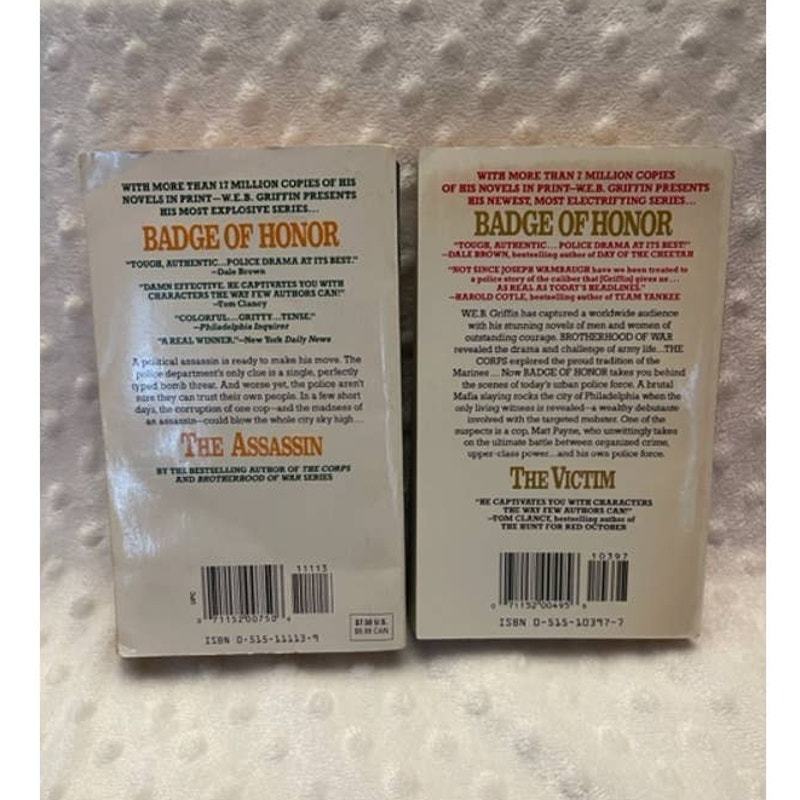 WITH MORE THAN 17 MILLION COPIES OF HIS
NOVELS IN PRINT—W.E.B. GRIFFIN PRESENTS
HIS MOST EXPLOSIVE SERIES...
BADGE OF HONOR
"TOUGH, AUTHENTIC...POLICE DRAMA AT ITS BEST."
—Dale Brown
"DAMN EFFECTIVE. HE CAPTIVATES YOU WITH
CHARACTERS THE WAY FEW AUTHORS CAN!"
—Tom Clancy
"COLORFUL...GRITTY...TENSE."
—Philadelphia Inquirer
"A REAL WINNER."—New York Daily News
A political assassin is ready to make his move. The
police department's only clue is a single, perfectly
typed bomb threat. And worse yet, the police aren't
sure they can trust their own people. In a few short
days, the corruption of one cop—and the madness of
an assassin—could blow the whole city sky high...
THE ASSASSIN
BY THE BESTSELLING AUTHOR OF THE CORPS
AND BROTHERHOOD OF WAR SERIES
11113
UPC
0 71152 00750 4
ISBN 0-515-11113-9
$7.50 U.S.
$9.99 CAN
WITH MORE THAN 7 MILLION COPIES
OF HIS NOVELS IN PRINT—W.E.B. GRIFFIN PRESENTS
HIS NEWEST, MOST ELECTRIFYING SERIES...
BADGE OF HONOR
"TOUGH, AUTHENTIC... POLICE DRAMA AT ITS BEST!"
—DALE BROWN, bestselling author of DAY OF THE CHEETAH
"NOT SINCE JOSEPH WAMBAUGH have we been treated to
a police story of the caliber that [Griffin] gives us...
AS REAL AS TODAY'S HEADLINES."
—HAROLD COYLE, bestselling author of TEAM YANKEE
W.E.B. Griffin has captured a worldwide audience
with his stunning novels of men and women of
outstanding courage. BROTHERHOOD OF WAR
revealed the drama and challenge of army life...THE
CORPS explored the proud tradition of the
Marines... Now BADGE OF HONOR takes you behind
the scenes of today's urban police force. A brutal
Mafia slaying rocks the city of Philadelphia when the
only living witness is revealed—a wealthy debutante
involved with the targeted mobster. One of the
suspects is a cop, Matt Payne, who unwittingly takes
on the ultimate battle between organized crime,
upper-class power...and his own police force.
THE VICTIM
"HE CAPTIVATES YOU WITH CHARACTERS
THE WAY FEW AUTHORS CAN!"
—TOM CLANCY, bestselling author of
THE HUNT FOR RED OCTOBER
10397
0 71152 00495 6
ISBN 0-515-10397-7